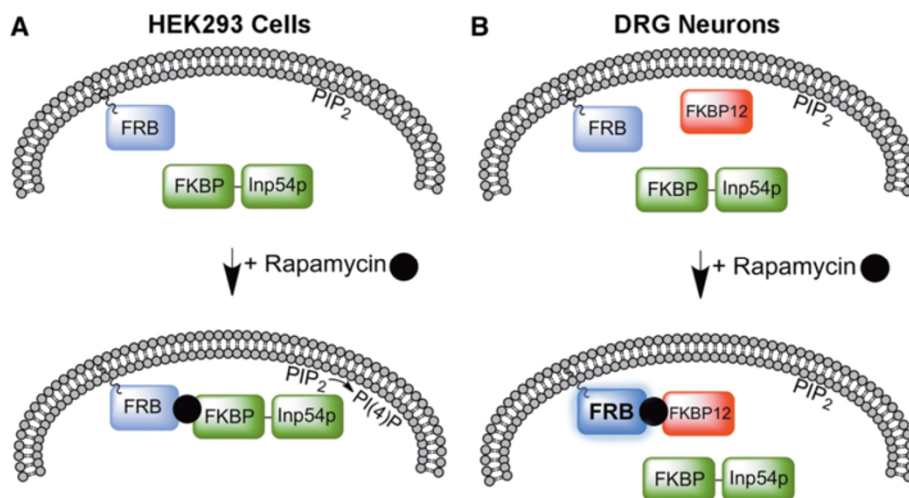 A HEK293 Cells
PIP2
FRB
FKBP Inp54p
+ Rapamycin
PIP2
PI(4)P
FRB FKBP Inp54p
B DRG Neurons
PIP2
FRB FKBP12
FKBP Inp54p
+ Rapamycin
PIP2
FRB FKBP12
FKBP Inp54p